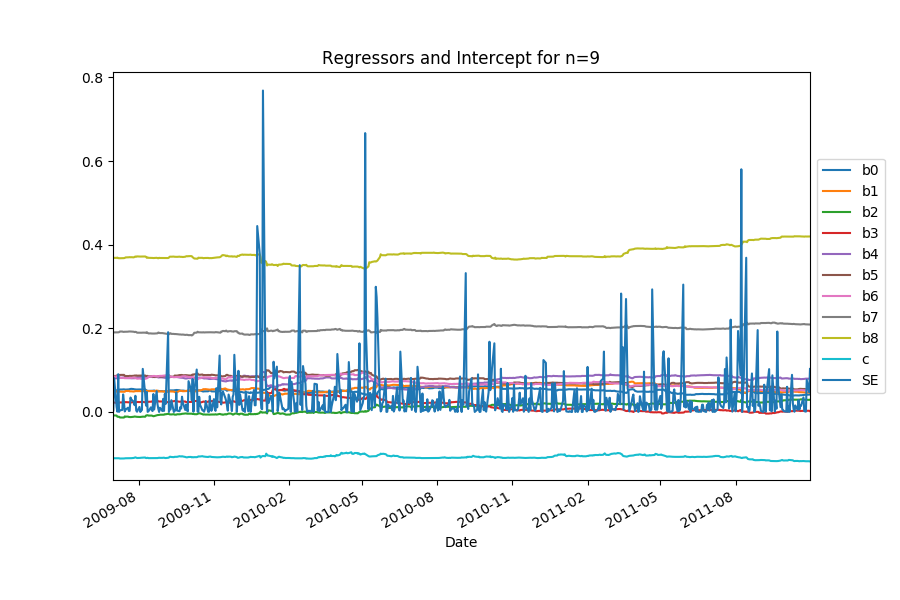 Regressors and Intercept for n=9
0.8
0.6
0.4
0.2
0.0
2009-08
2009-11
2010-02
2010-05
2010-08
2010-11
2011-02
2011-05
2011-08
Date
b0
b1
b2
b3
b4
b5
b6
b7
b8
c
SE